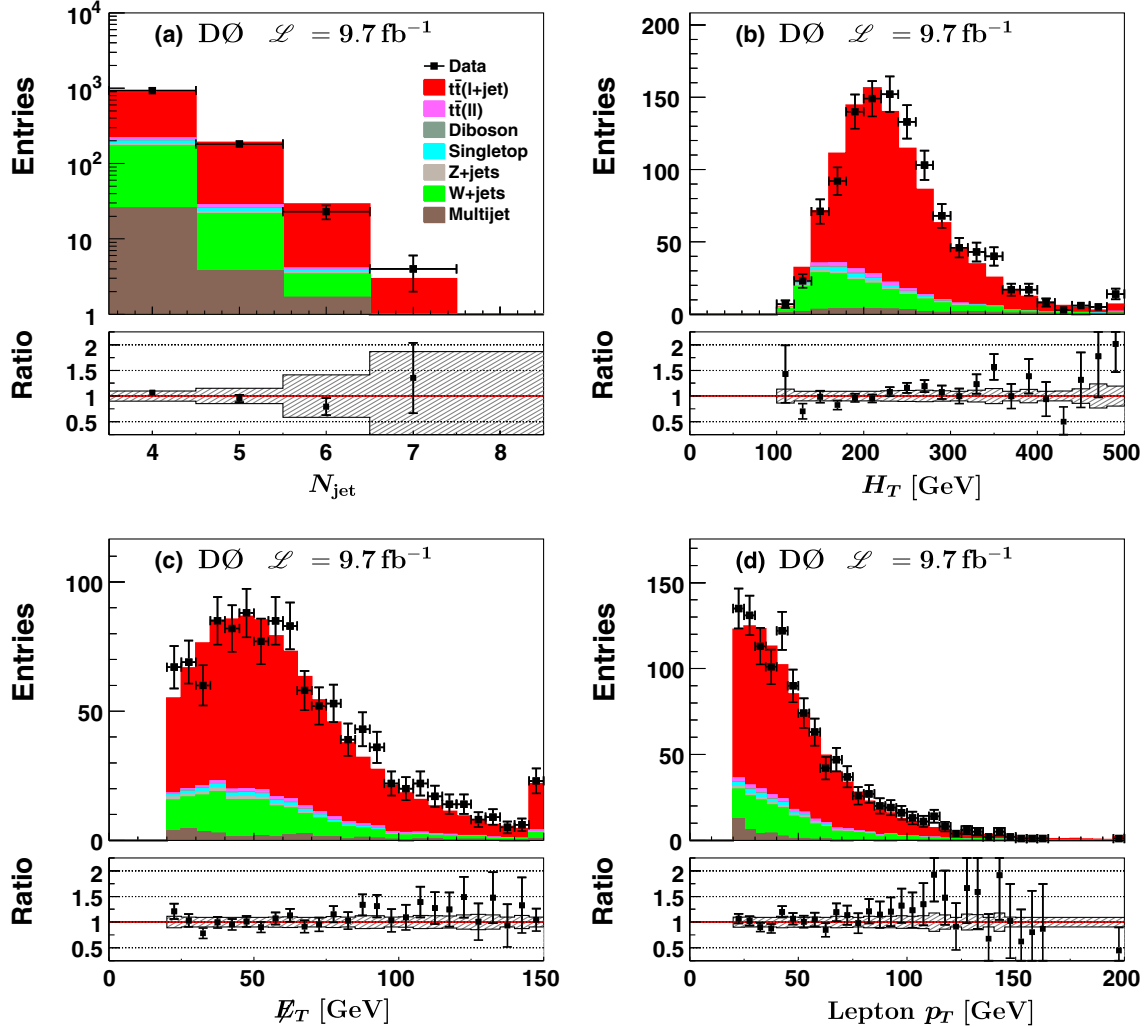 (a) DØ ℒ = 9.7 fb⁻¹
Entries
10⁴
10³
10²
10
1
Data
tt̄(l+jet)
tt̄(ll)
Diboson
Singletop
Z+jets
W+jets
Multijet
Ratio
2
1.5
1
0.5
4 5 6 7 8
N_jet
(b) DØ ℒ = 9.7 fb⁻¹
Entries
200
150
100
50
0
Ratio
2
1.5
1
0.5
0 100 200 300 400 500
H_T [GeV]
(c) DØ ℒ = 9.7 fb⁻¹
Entries
100
50
0
Ratio
2
1.5
1
0.5
0 50 100 150
E̸_T [GeV]
(d) DØ ℒ = 9.7 fb⁻¹
Entries
150
100
50
0
Ratio
2
1.5
1
0.5
0 50 100 150 200
Lepton p_T [GeV]